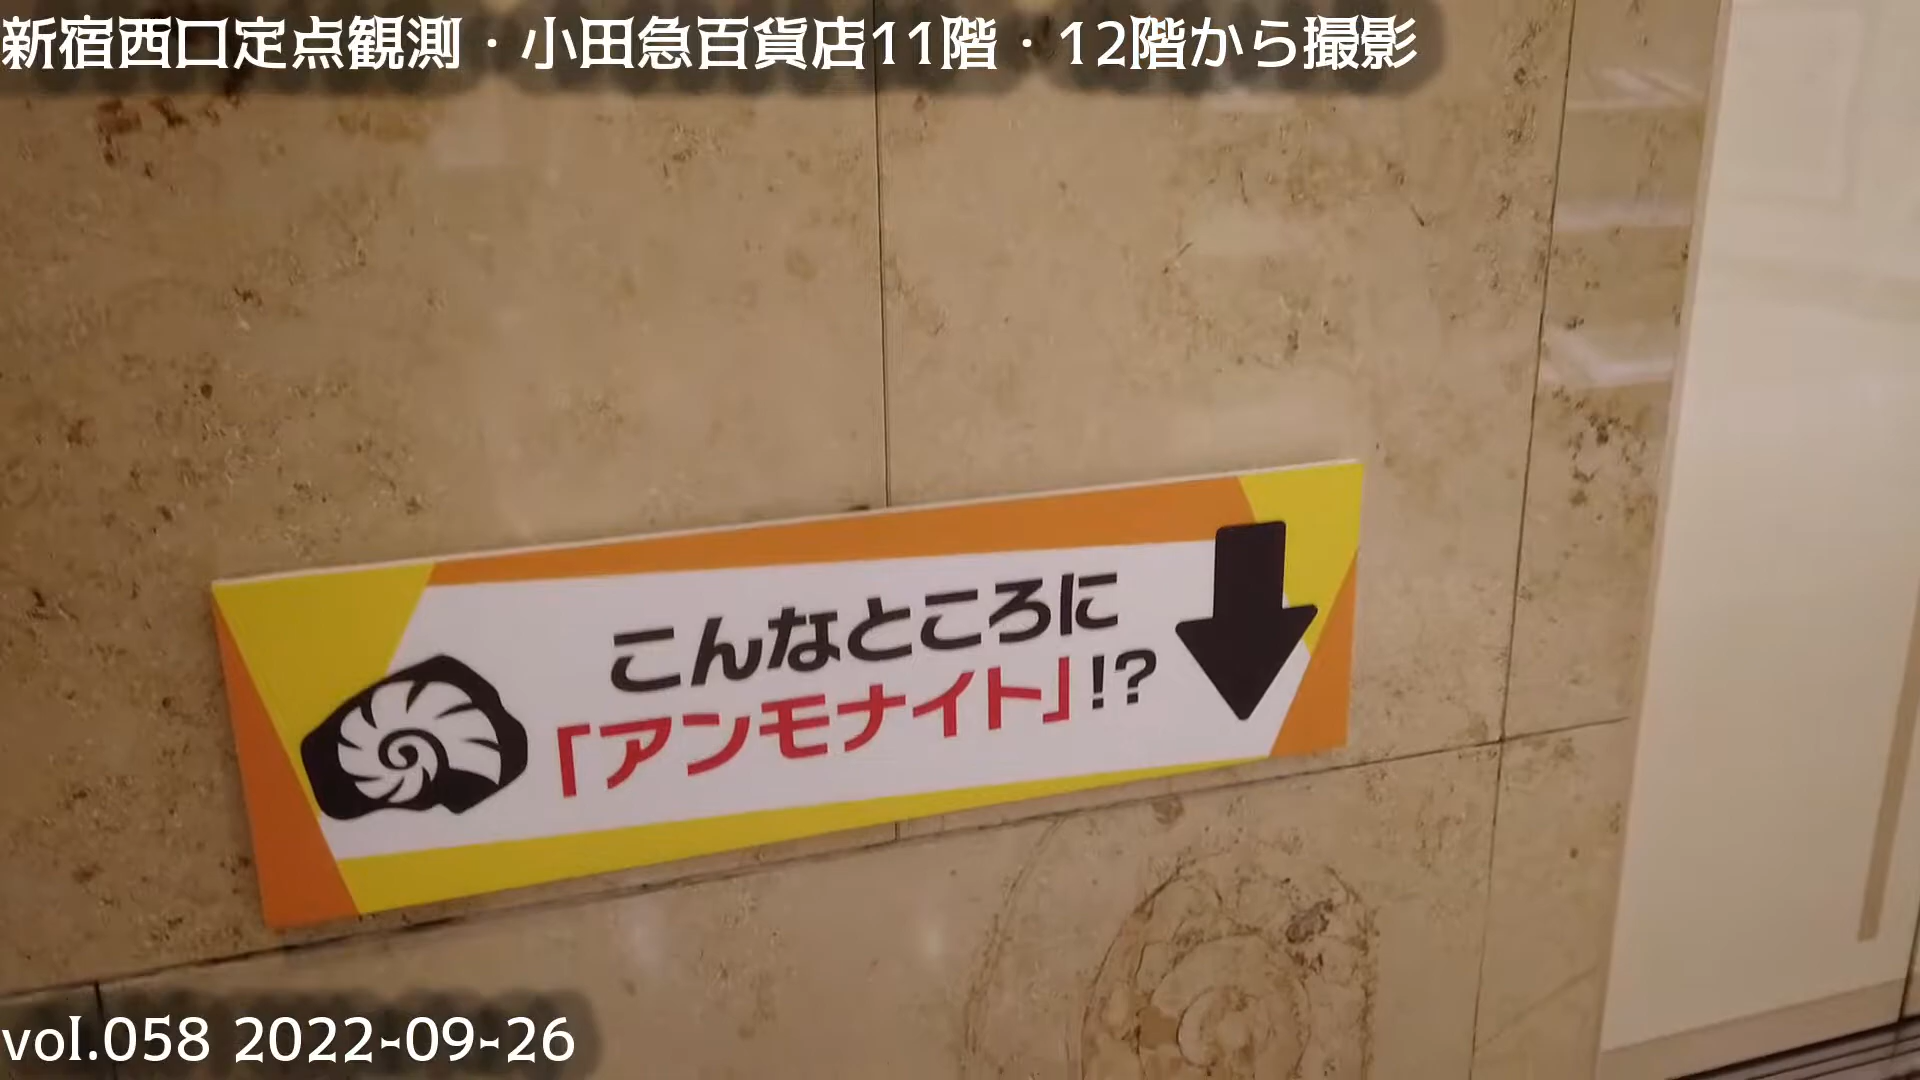 新宿西口定点観測・小田急百貨店11階・12階から撮影
こんなところに
「アンモナイト」!?
vol.058 2022-09-26